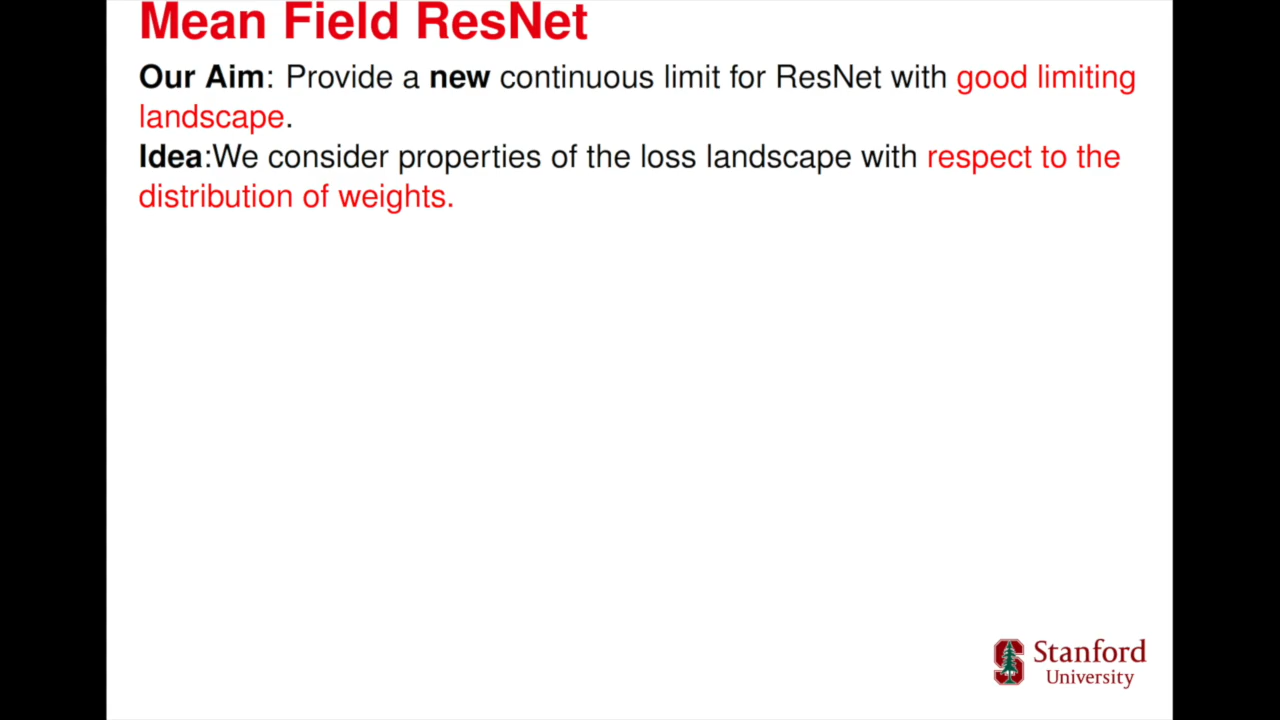 Mean Field ResNet
Our Aim: Provide a new continuous limit for ResNet with good limiting
landscape.
Idea:We consider properties of the loss landscape with respect to the
distribution of weights.
Stanford
University